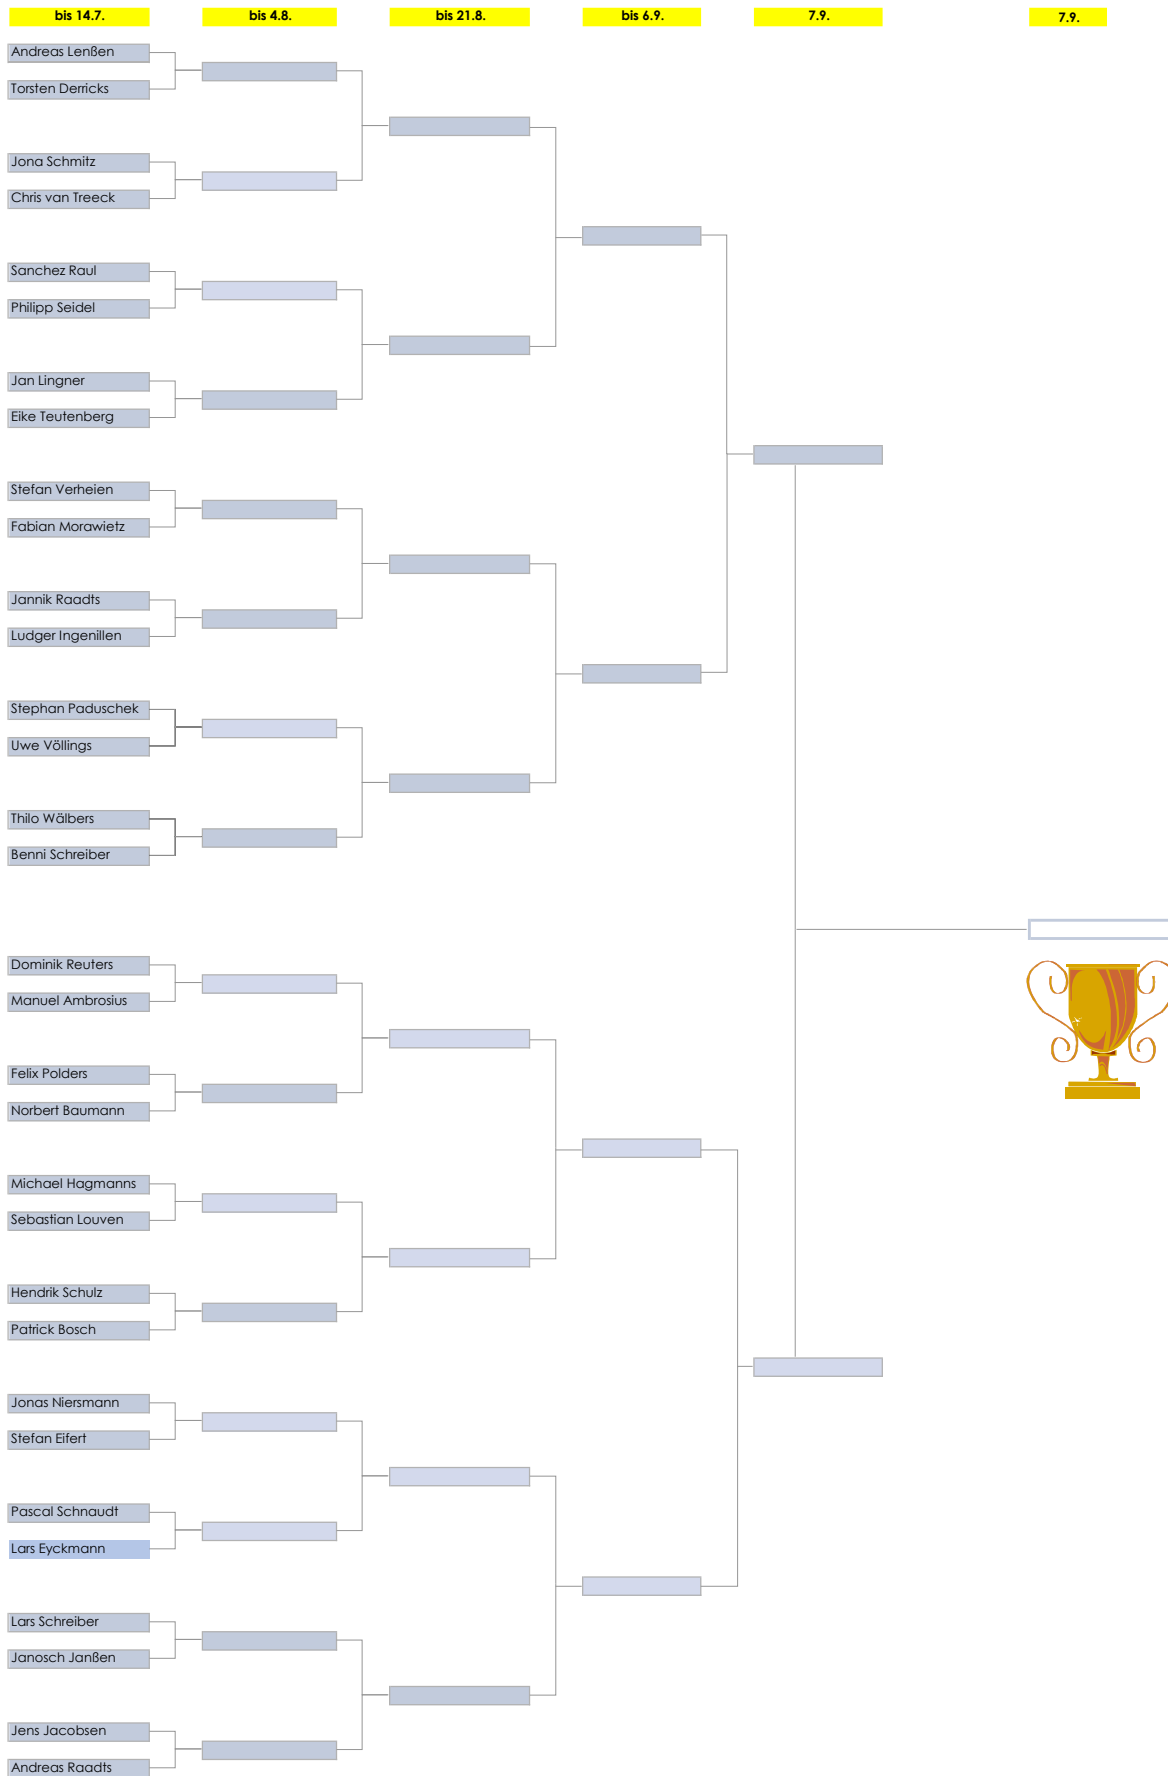 bis 14.7.
bis 4.8.
bis 21.8.
bis 6.9.
7.9.
7.9.
Andreas Lenßen
Torsten Derricks
Jona Schmitz
Chris van Treeck
Sanchez Raul
Philipp Seidel
Jan Lingner
Eike Teutenberg
Stefan Verheien
Fabian Morawietz
Jannik Raadts
Ludger Ingenillen
Stephan Paduschek
Uwe Völlings
Thilo Wälbers
Benni Schreiber
Dominik Reuters
Manuel Ambrosius
Felix Polders
Norbert Baumann
Michael Hagmanns
Sebastian Louven
Hendrik Schulz
Patrick Bosch
Jonas Niersmann
Stefan Eifert
Pascal Schnaudt
Lars Eyckmann
Lars Schreiber
Janosch Janßen
Jens Jacobsen
Andreas Raadts